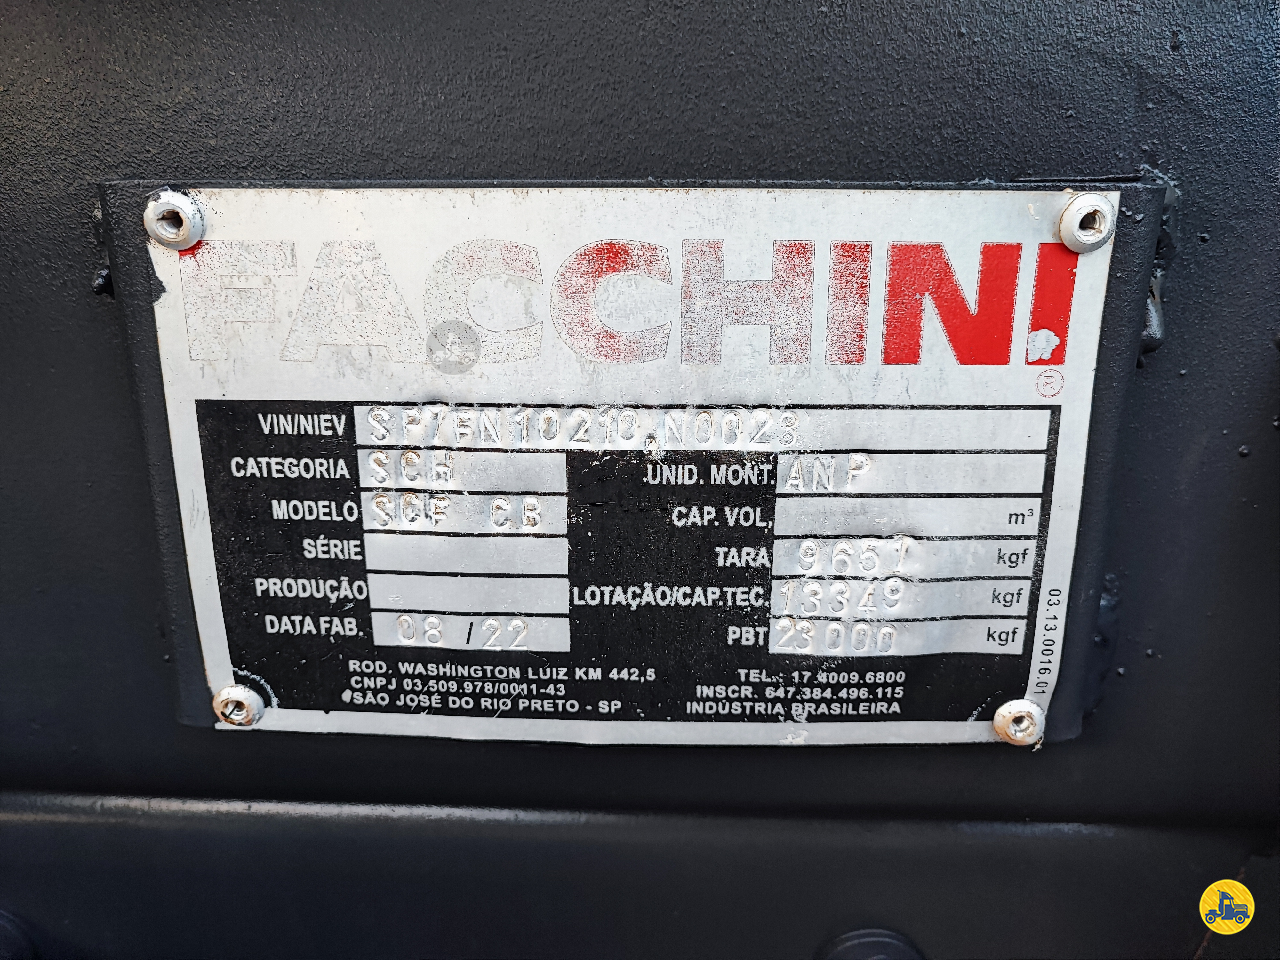 FACCHINI
®
VIN/NIEV SP/FN10210.N0028
CATEGORIA SCH
UNID. MONT. ANP
MODELO SCF CB
CAP. VOL. m³
SÉRIE
TARA 9651 kgf
PRODUÇÃO
LOTAÇÃO/CAP.TEC. 13349 kgf
DATA FAB. 08 / 22
PBT 23000 kgf
ROD. WASHINGTON LUIZ KM 442,5
CNPJ 03.509.978/0011-43
SÃO JOSÉ DO RIO PRETO - SP
TEL.: 17.4009.6800
INSCR. 647.384.496.115
INDÚSTRIA BRASILEIRA
03.13.0016.01